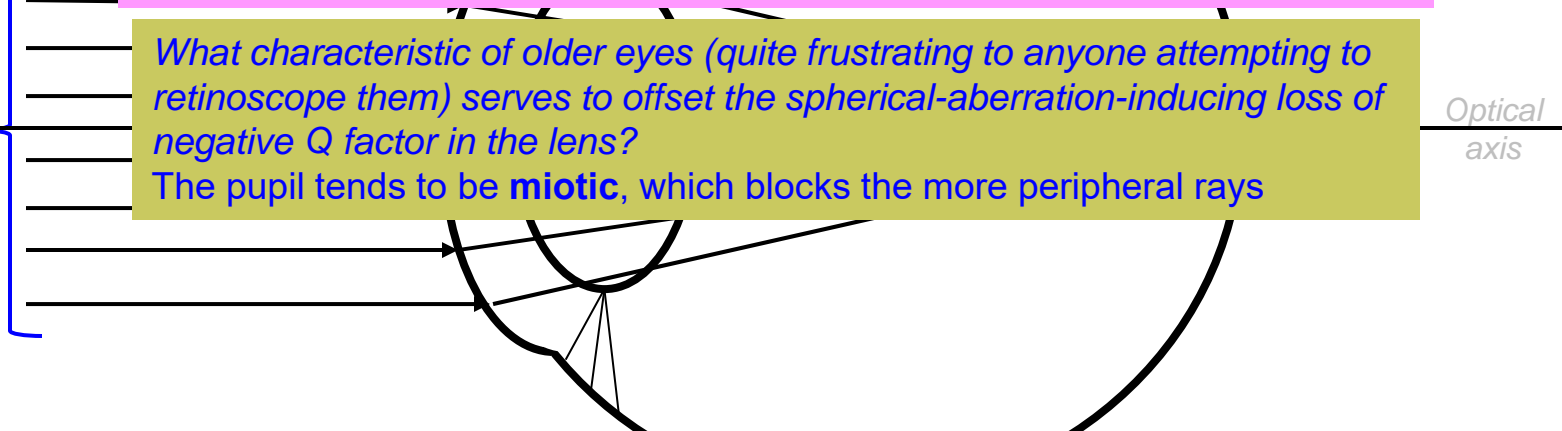 What characteristic of older eyes (quite frustrating to anyone attempting to
retinoscope them) serves to offset the spherical-aberration-inducing loss of
negative Q factor in the lens?
The pupil tends to be miotic, which blocks the more peripheral rays
Optical
axis